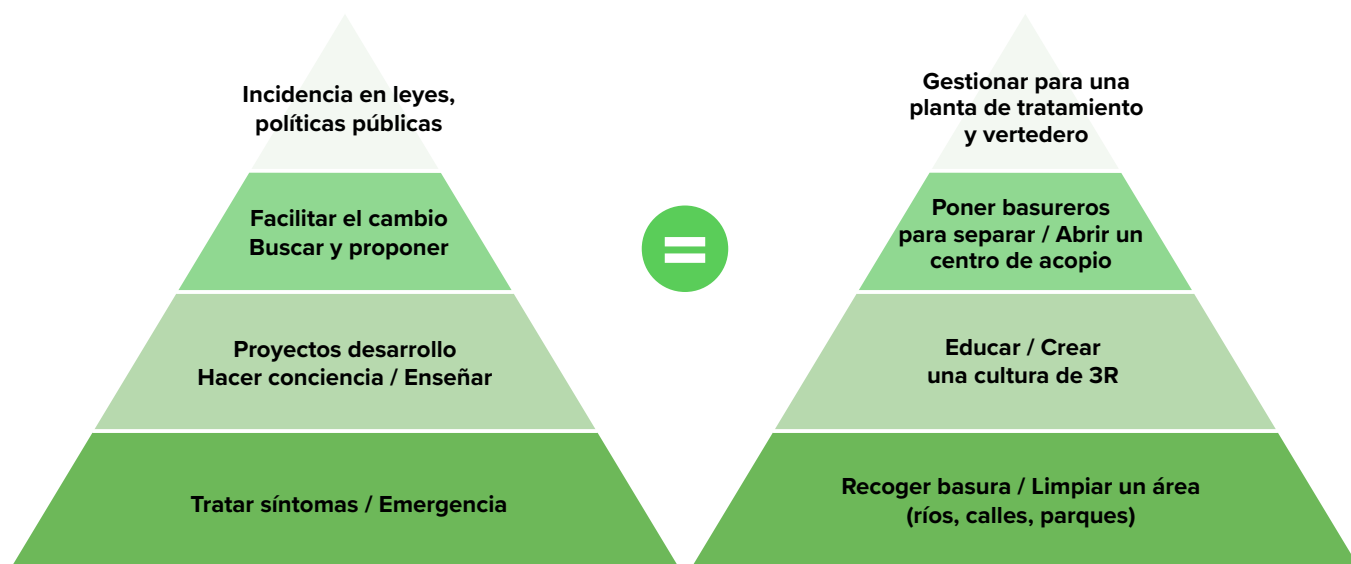 Incidencia en leyes,
políticas públicas
Facilitar el cambio
Buscar y proponer
Proyectos desarrollo
Hacer conciencia / Enseñar
Tratar síntomas / Emergencia
=
Gestionar para una
planta de tratamiento
y vertedero
Poner basureros
para separar / Abrir un
centro de acopio
Educar / Crear
una cultura de 3R
Recoger basura / Limpiar un área
(ríos, calles, parques)